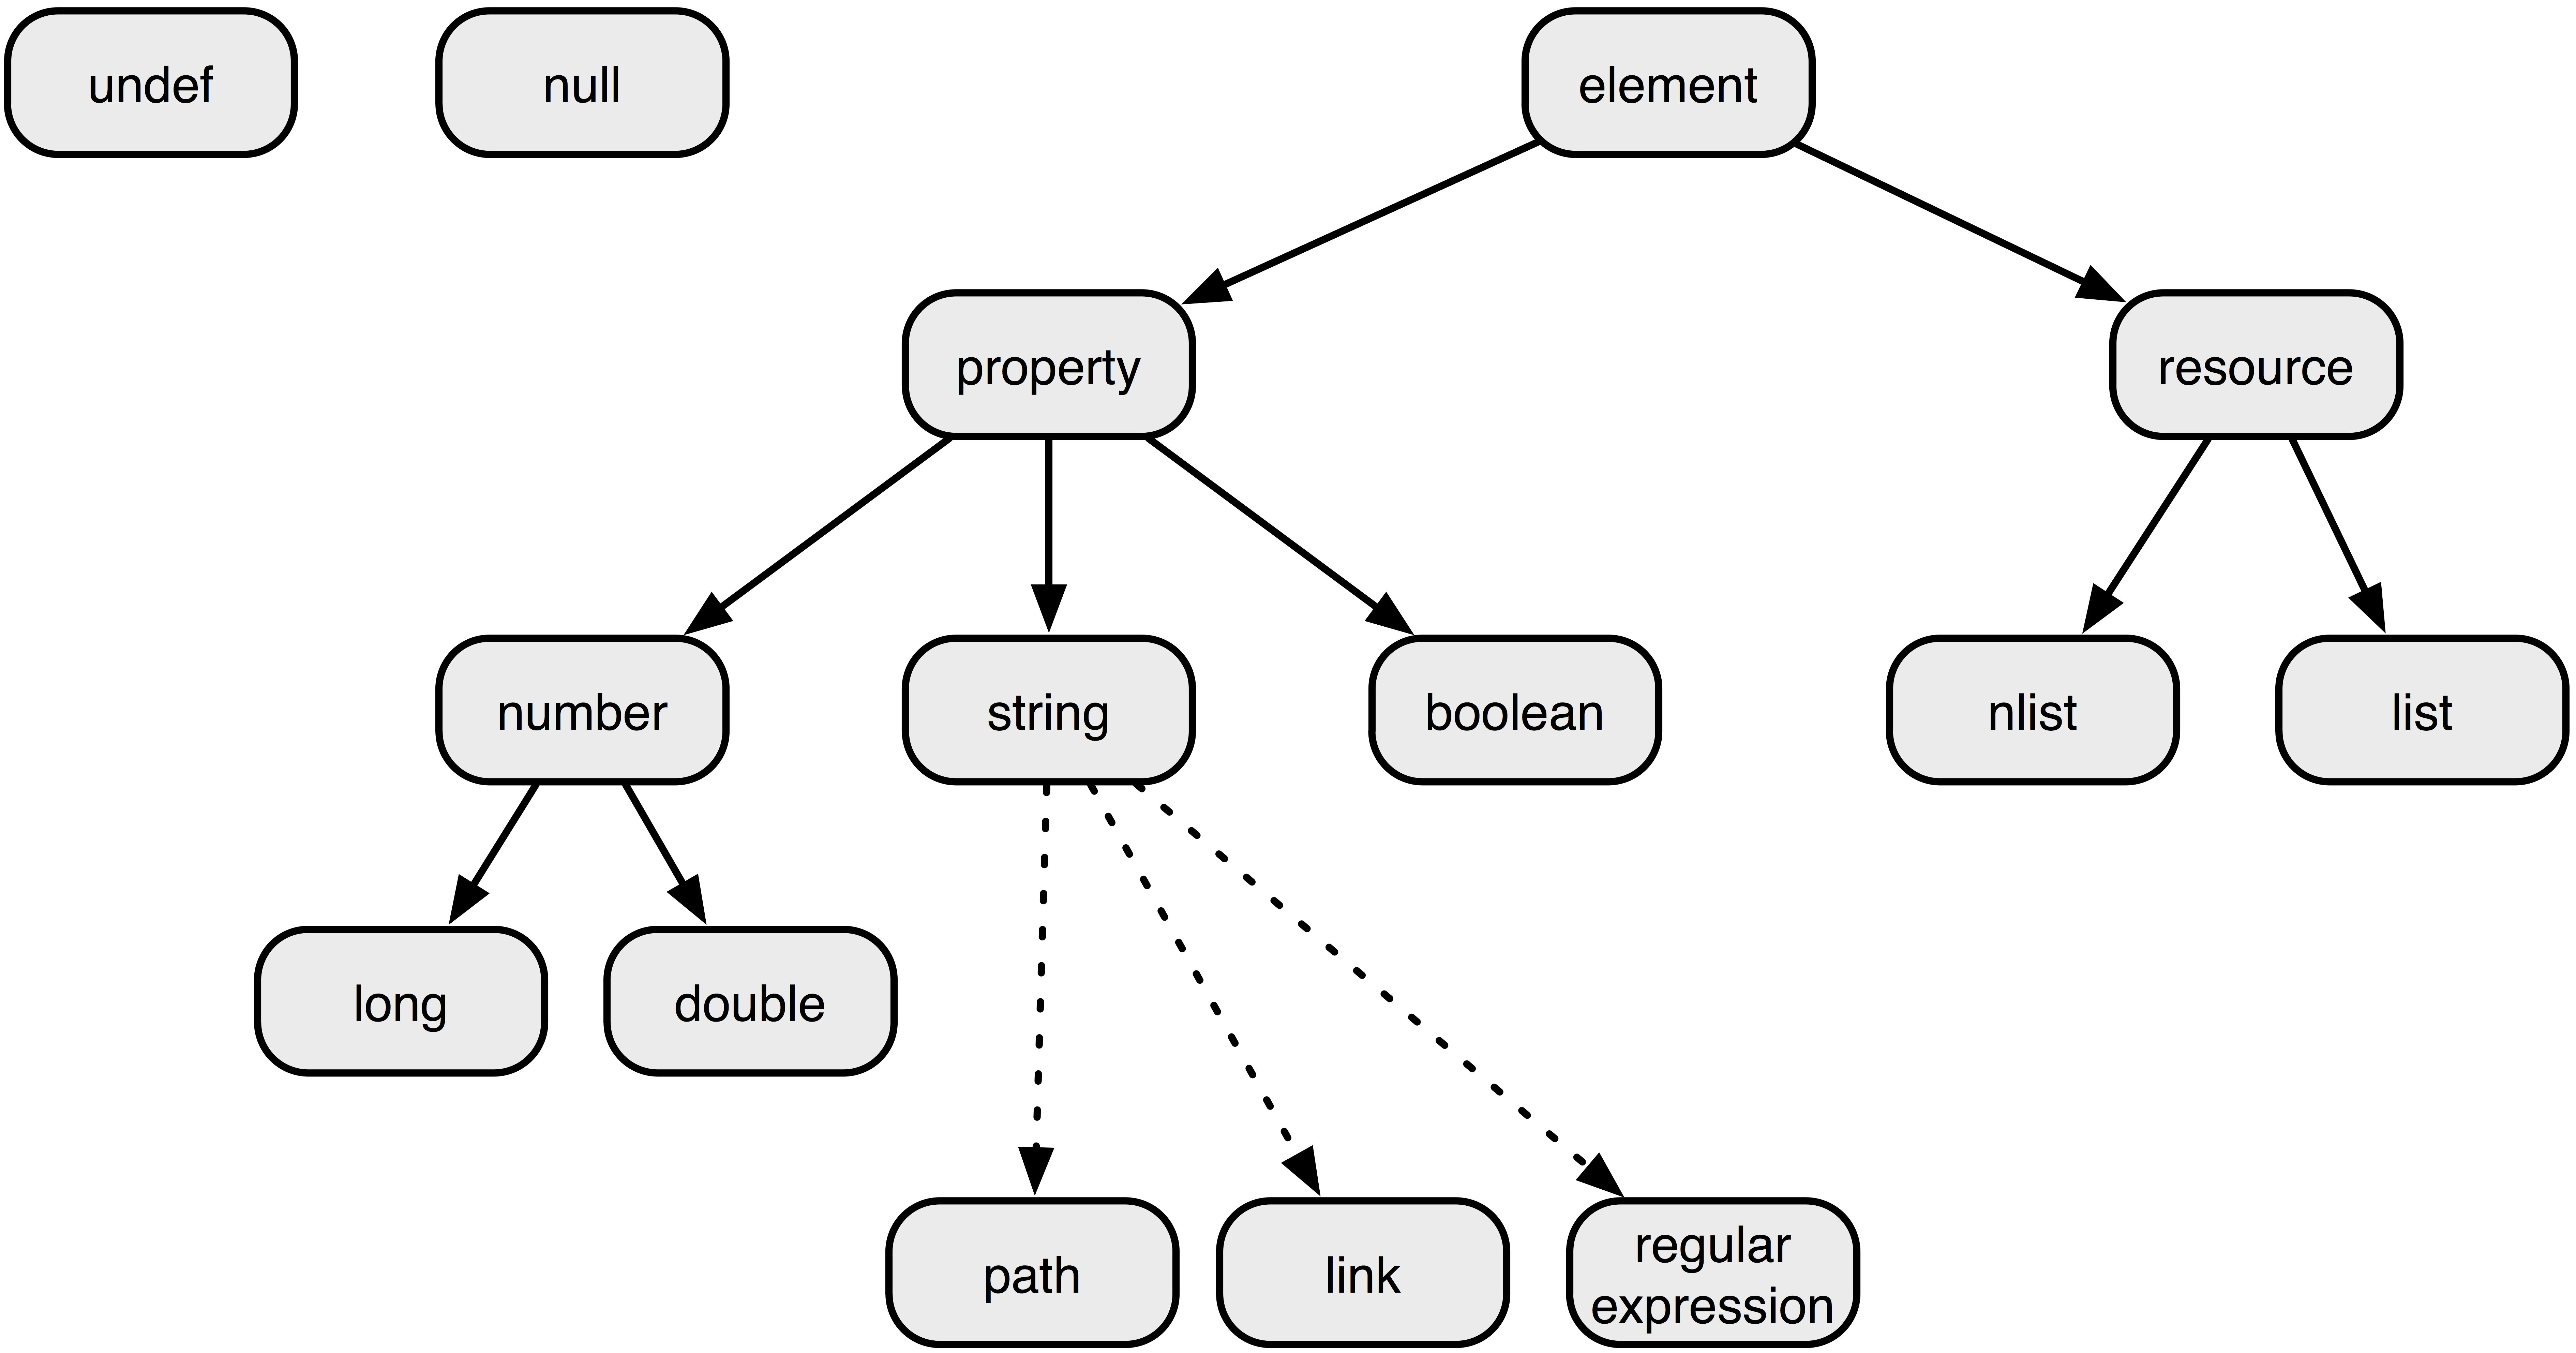 undef
null
element
property
resource
number
string
boolean
nlist
list
long
double
path
link
regular
expression